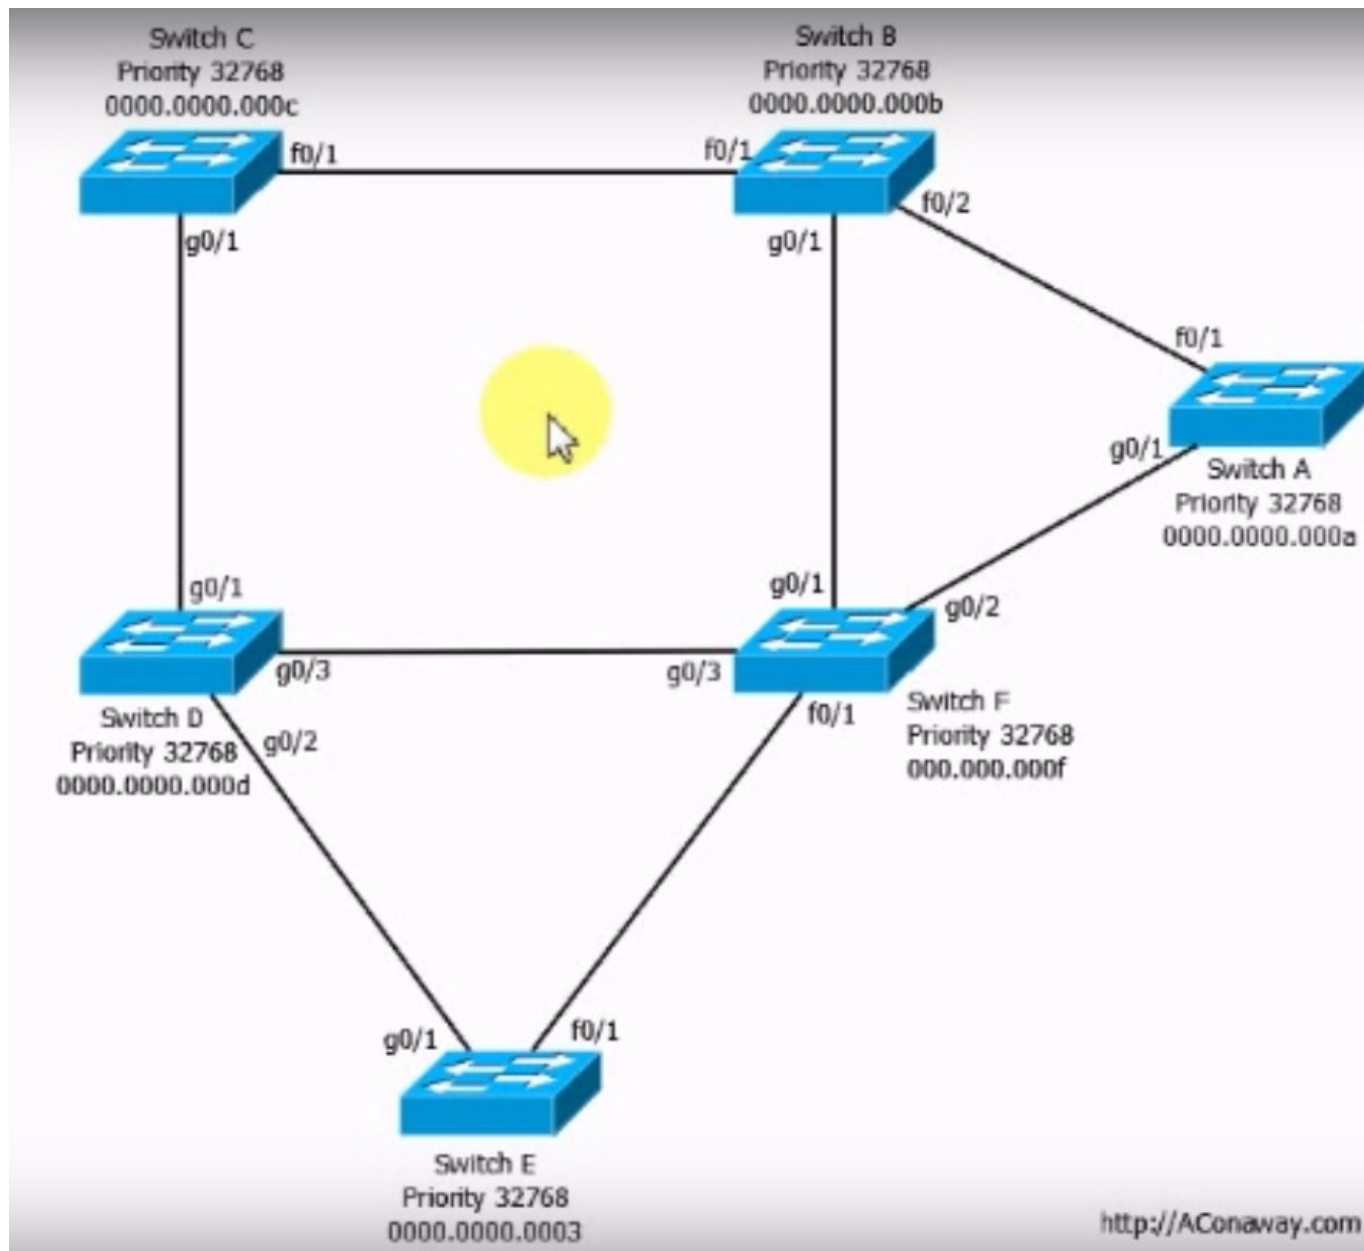 Switch C
Priority 32768
0000.0000.000c
Switch B
Priority 32768
0000.0000.000b
f0/1
f0/1
f0/2
g0/1
g0/1
f0/1
g0/1
Switch A
Priority 32768
0000.0000.000a
g0/1
g0/1
g0/2
g0/3
g0/3
Switch D
Priority 32768
0000.0000.000d
g0/2
f0/1
Switch F
Priority 32768
000.000.000f
g0/1
f0/1
Switch E
Priority 32768
0000.0000.0003
http://AConaway.com